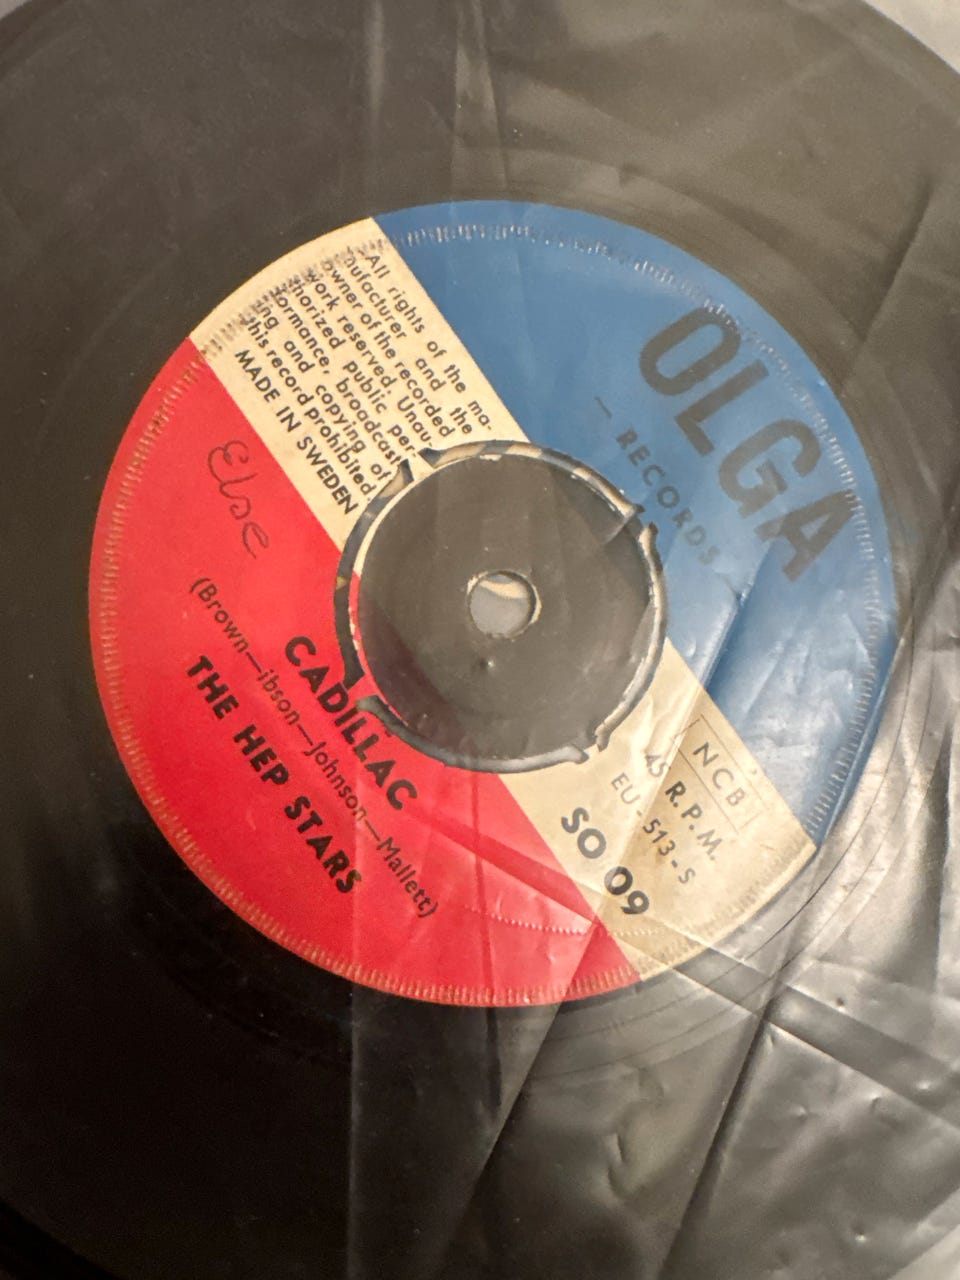 OLGA
— RECORDS —
All rights of the ma-
nufacturer and the
owner of the recorded
work reserved Unau-
thorized public per-
formance, broadcast-
ing and copying of
this record prohibited.
MADE IN SWEDEN
NCB
45 R.P.M.
EU-513-S
SO 09
Else
CADILLAC
(Brown—ibson—Johnson—Mallett)
THE HEP STARS